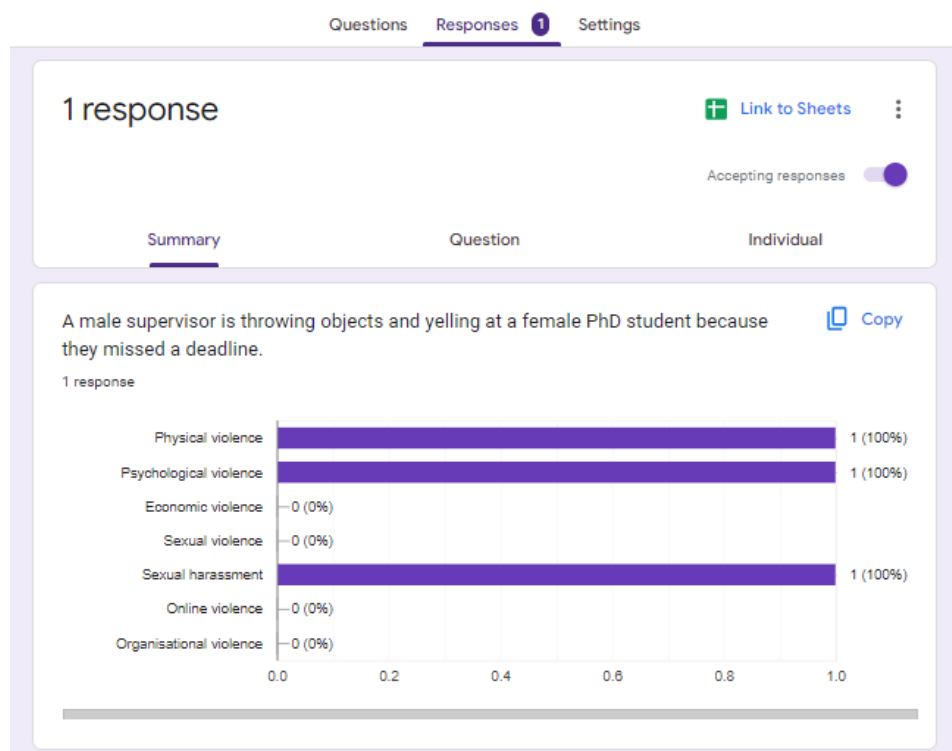 Questions Responses 1 Settings
1 response
Link to Sheets
Accepting responses
Summary Question Individual
A male supervisor is throwing objects and yelling at a female PhD student because
they missed a deadline.
Copy
1 response
Physical violence 1 (100%)
Psychological violence 1 (100%)
Economic violence 0 (0%)
Sexual violence 0 (0%)
Sexual harassment 1 (100%)
Online violence 0 (0%)
Organisational violence 0 (0%)
0.0 0.2 0.4 0.6 0.8 1.0